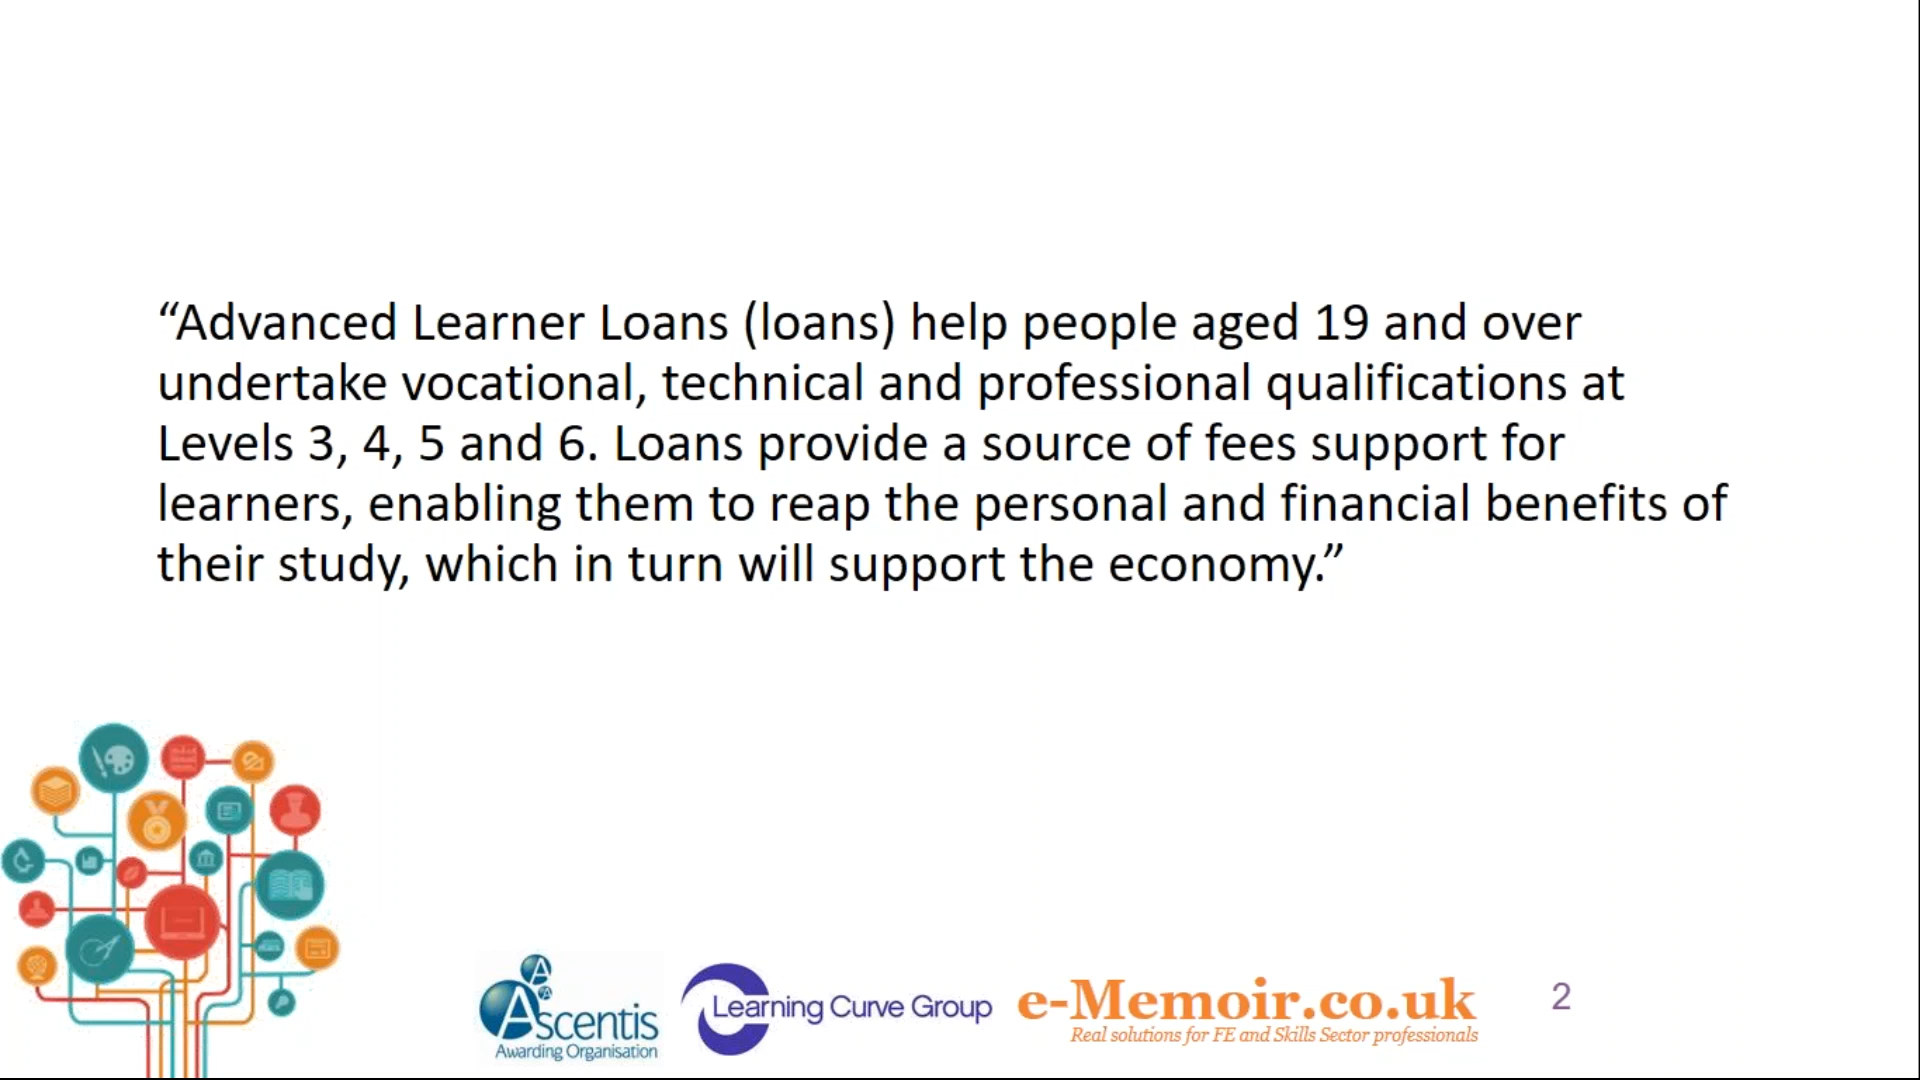 “Advanced Learner Loans (loans) help people aged 19 and over
undertake vocational, technical and professional qualifications at
Levels 3, 4, 5 and 6. Loans provide a source of fees support for
learners, enabling them to reap the personal and financial benefits of
their study, which in turn will support the economy.”
Ascentis
Awarding Organisation
Learning Curve Group
e-Memoir.co.uk
Real solutions for FE and Skills Sector professionals
2